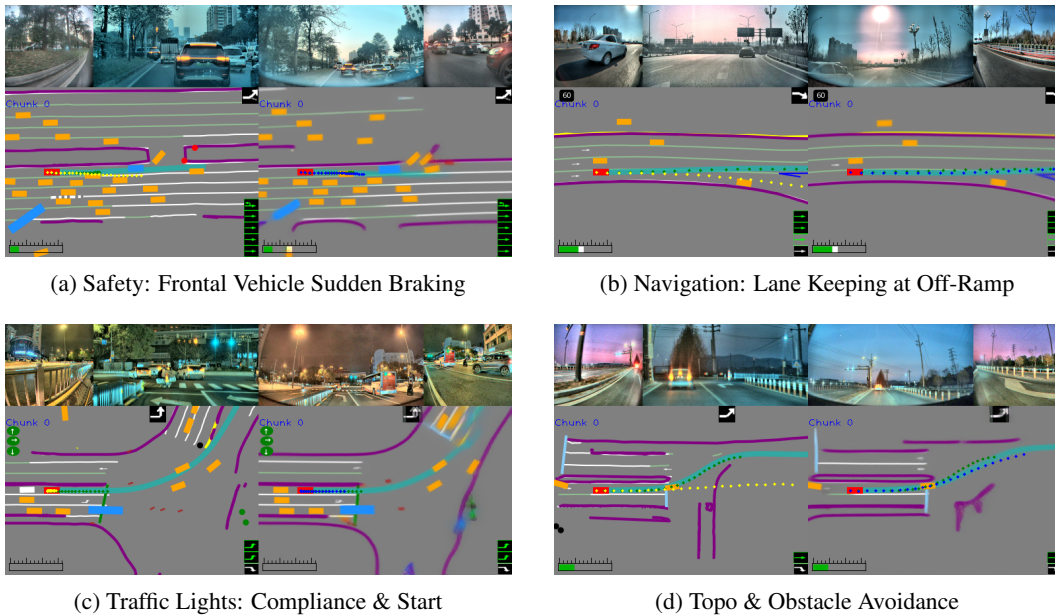 Chunk 0
Chunk 0
60
Chunk 0
60
Chunk 0
(a) Safety: Frontal Vehicle Sudden Braking
(b) Navigation: Lane Keeping at Off-Ramp
Chunk 0
Chunk 0
Chunk 0
Chunk 0
(c) Traffic Lights: Compliance & Start
(d) Topo & Obstacle Avoidance